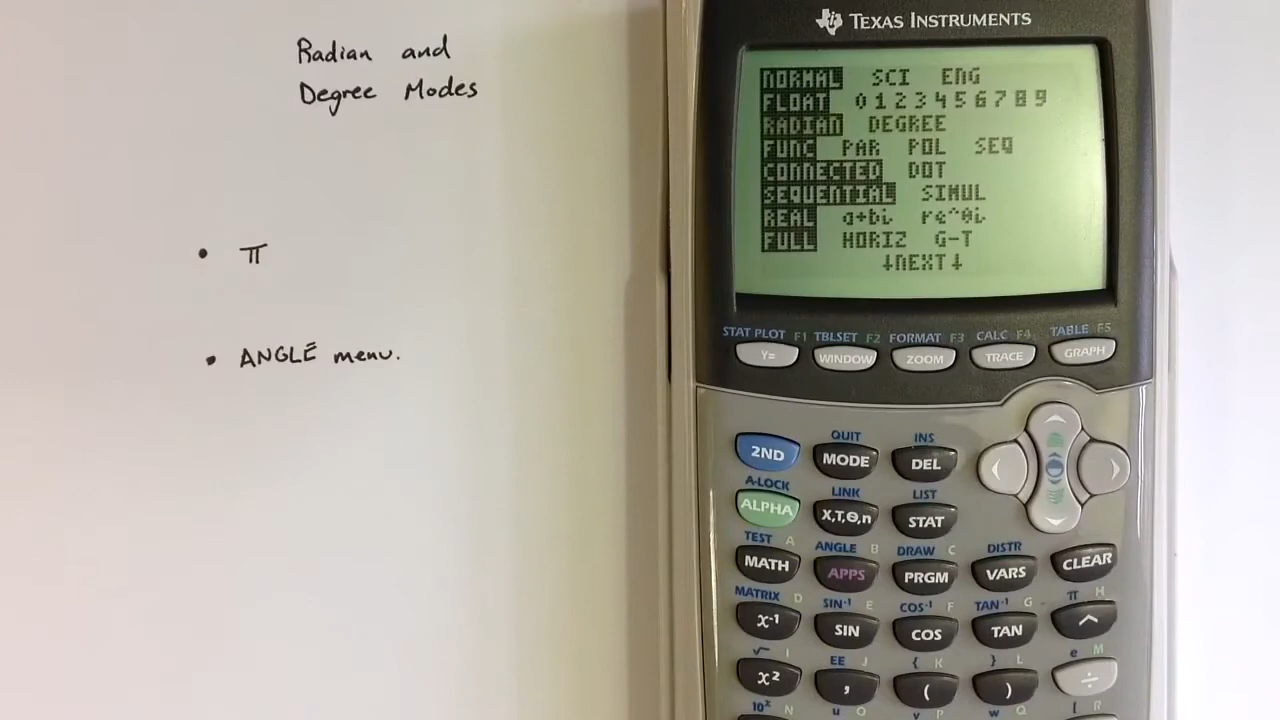 Radian and
Degree Modes
• π
• ANGLE menu.
TEXAS INSTRUMENTS
NORMAL SCI ENG
FLOAT 0 1 2 3 4 5 6 7 8 9
RADIAN DEGREE
FUNC PAR POL SEQ
CONNECTED DOT
SEQUENTIAL SIMUL
REAL a+bi re^θi
FULL HORIZ G-T
↓NEXT↓
STAT PLOT F1 TBLSET F2 FORMAT F3 CALC F4 TABLE F5
Y= WINDOW ZOOM TRACE GRAPH
QUIT INS
2ND MODE DEL
A-LOCK LINK LIST
ALPHA X,T,Θ,n STAT
TEST A ANGLE B DRAW C DISTR
MATH APPS PRGM VARS CLEAR
MATRIX D SIN-1 E COS-1 F TAN-1 G π H
x-1 SIN COS TAN ^
√ I EE J { K } L e M
x2 , ( ) ÷
10x N u O v P w Q [ R